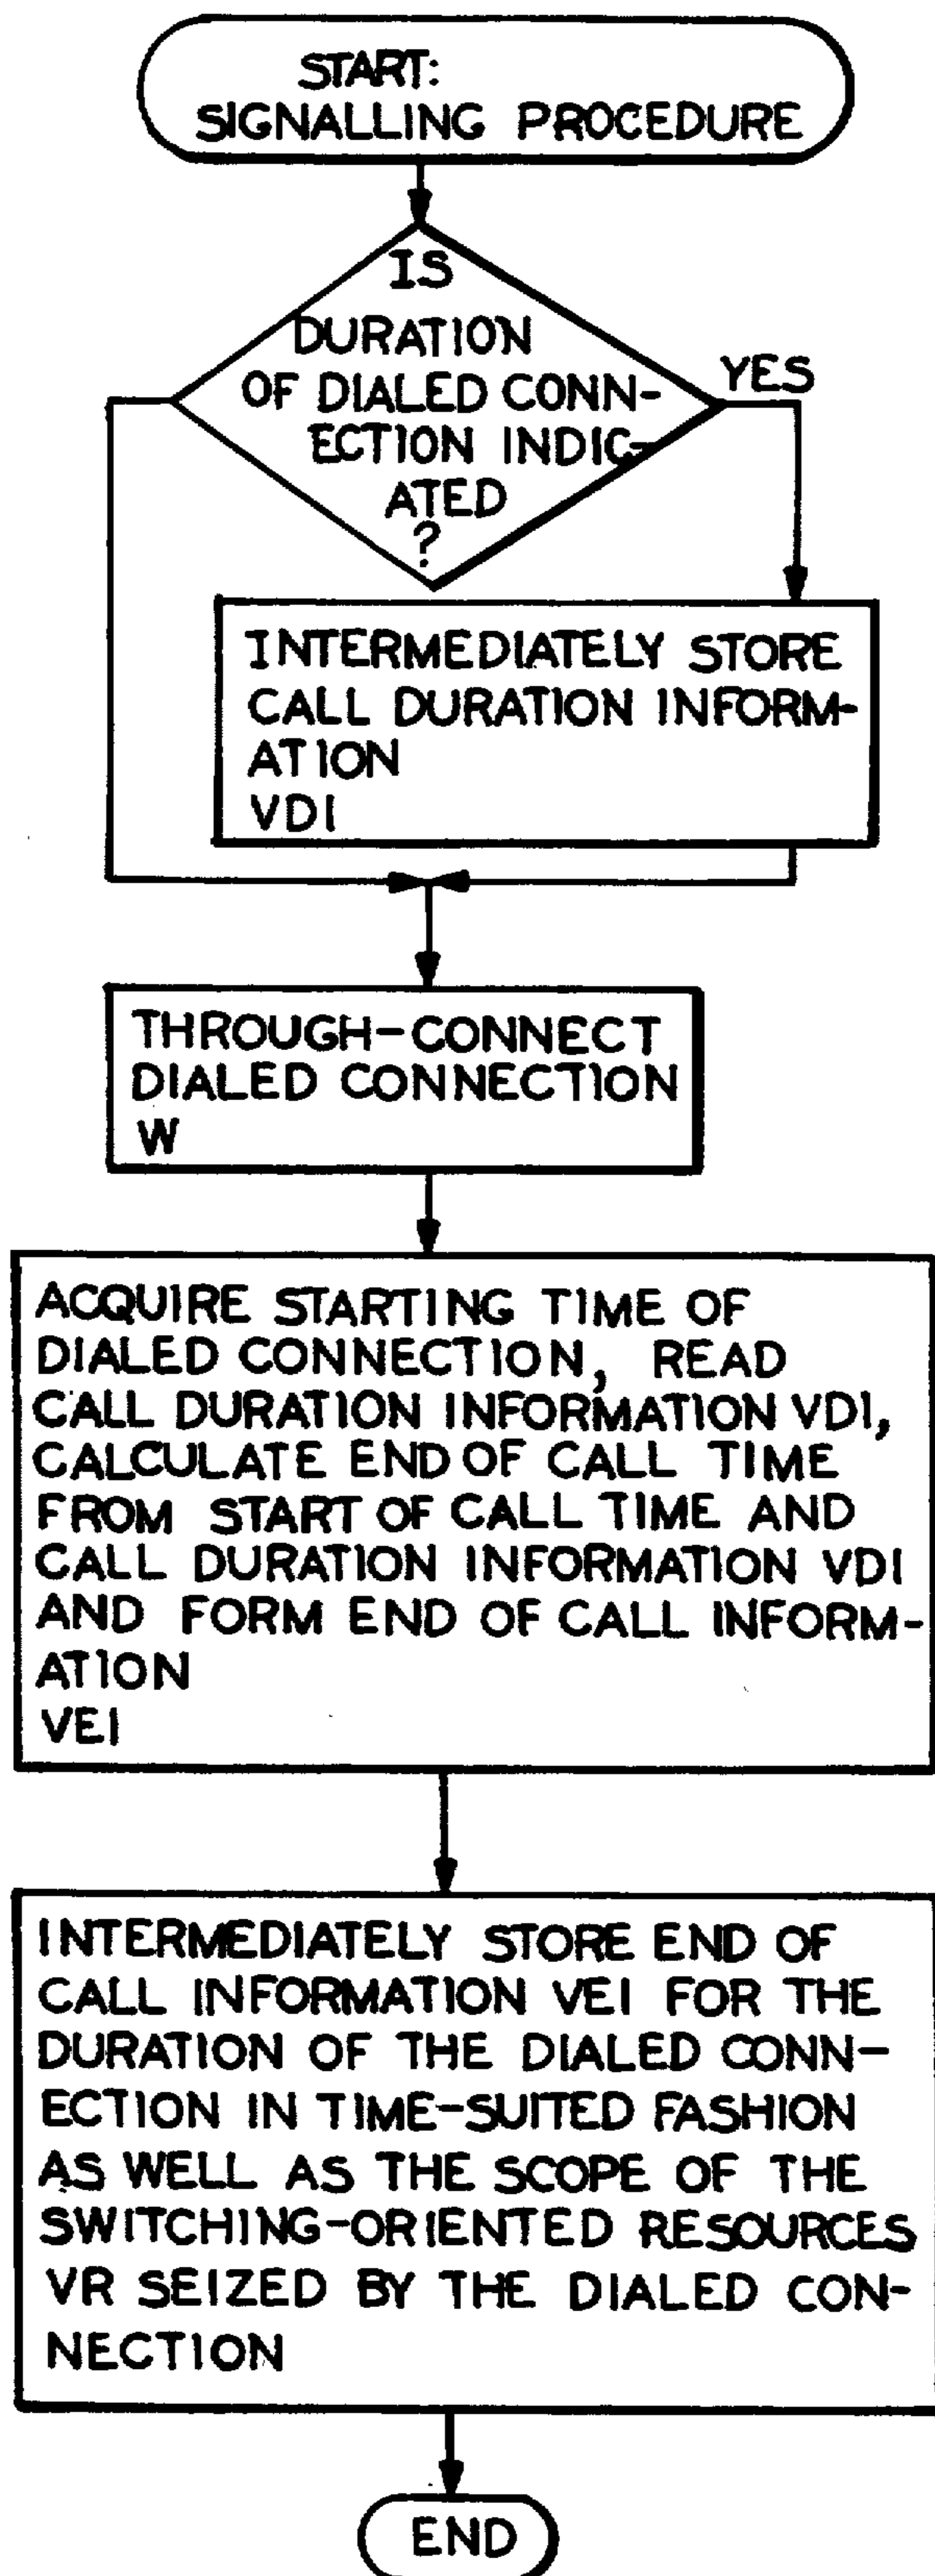 START:
SIGNALLING PROCEDURE
IS
DURATION
OF DIALED CONN-
ECTION INDIC-
ATED
?
YES
INTERMEDIATELY STORE
CALL DURATION INFORM-
ATION
VDI
THROUGH-CONNECT
DIALED CONNECTION
W
ACQUIRE STARTING TIME OF
DIALED CONNECTION, READ
CALL DURATION INFORMATION VDI,
CALCULATE END OF CALL TIME
FROM START OF CALL TIME AND
CALL DURATION INFORMATION VDI
AND FORM END OF CALL INFORM-
ATION
VEI
INTERMEDIATELY STORE END OF
CALL INFORMATION VEI FOR THE
DURATION OF THE DIALED CONN-
ECTION IN TIME-SUITED FASHION
AS WELL AS THE SCOPE OF THE
SWITCHING-ORIENTED RESOURCES
VR SEIZED BY THE DIALED CON-
NECTION
END